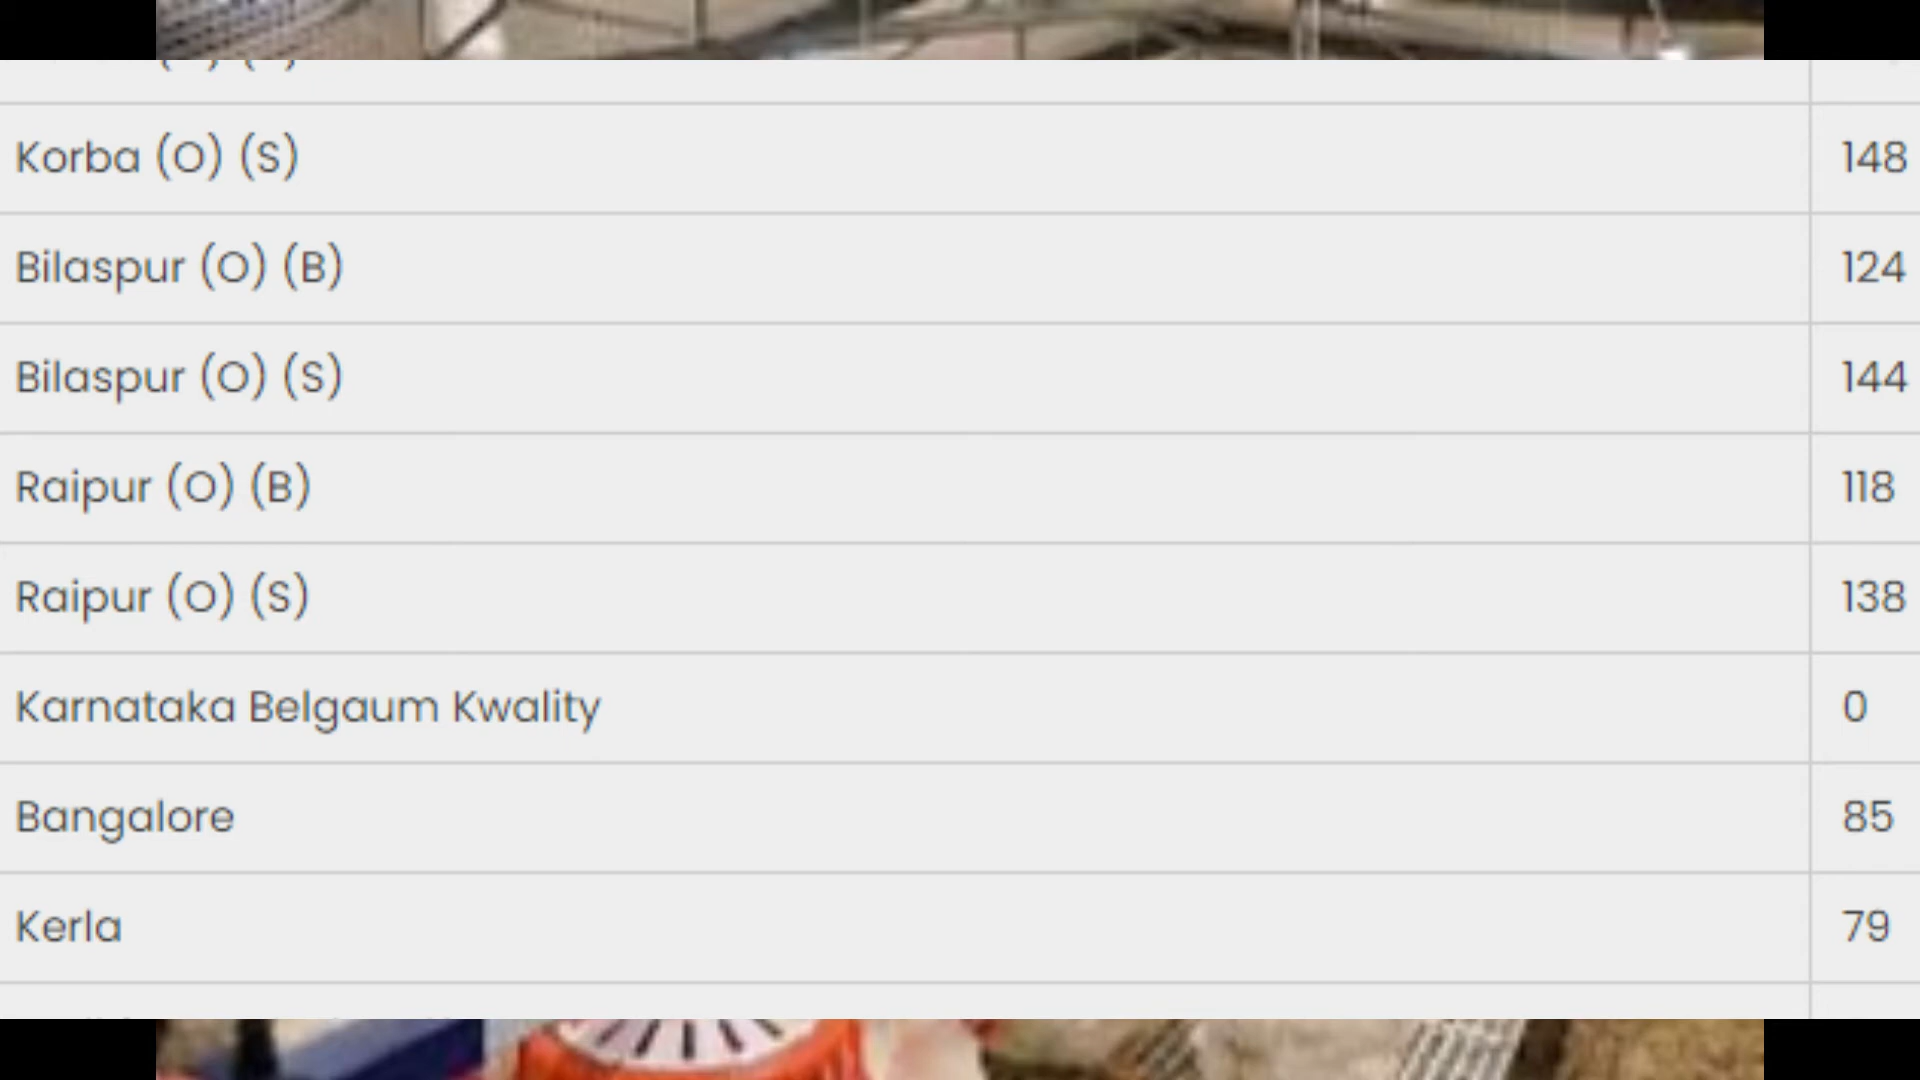 Korba (O) (S) 148
Bilaspur (O) (B) 124
Bilaspur (O) (S) 144
Raipur (O) (B) 118
Raipur (O) (S) 138
Karnataka Belgaum Kwality 0
Bangalore 85
Kerla 79